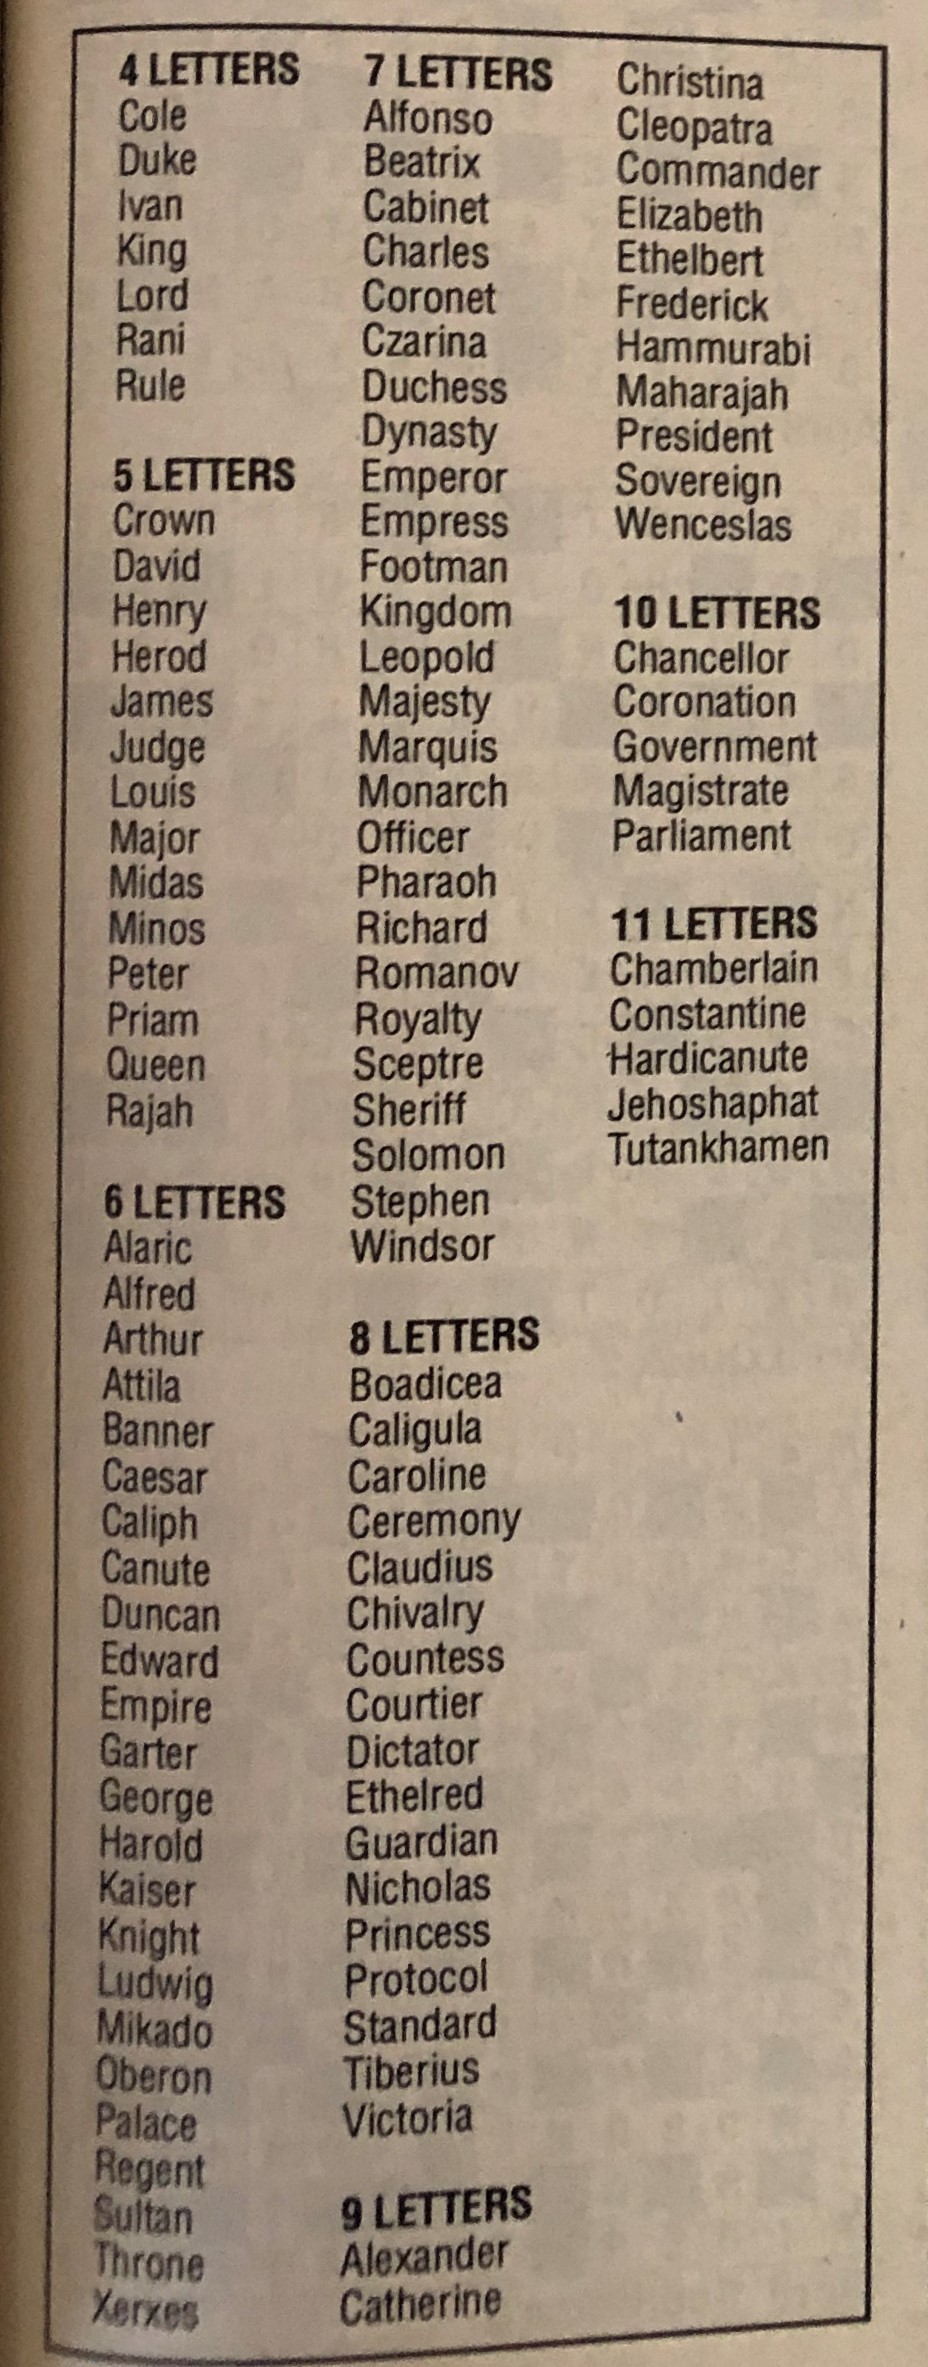 4 LETTERS
Cole
Duke
Ivan
King
Lord
Rani
Rule
5 LETTERS
Crown
David
Henry
Herod
James
Judge
Louis
Major
Midas
Minos
Peter
Priam
Queen
Rajah
6 LETTERS
Alaric
Alfred
Arthur
Attila
Banner
Caesar
Caliph
Canute
Duncan
Edward
Empire
Garter
George
Harold
Kaiser
Knight
Ludwig
Mikado
Oberon
Palace
Regent
Sultan
Throne
Xerxes
7 LETTERS
Alfonso
Beatrix
Cabinet
Charles
Coronet
Czarina
Duchess
Dynasty
Emperor
Empress
Footman
Kingdom
Leopold
Majesty
Marquis
Monarch
Officer
Pharaoh
Richard
Romanov
Royalty
Sceptre
Sheriff
Solomon
Stephen
Windsor
8 LETTERS
Boadicea
Caligula
Caroline
Ceremony
Claudius
Chivalry
Countess
Courtier
Dictator
Ethelred
Guardian
Nicholas
Princess
Protocol
Standard
Tiberius
Victoria
9 LETTERS
Alexander
Catherine
Christina
Cleopatra
Commander
Elizabeth
Ethelbert
Frederick
Hammurabi
Maharajah
President
Sovereign
Wenceslas
10 LETTERS
Chancellor
Coronation
Government
Magistrate
Parliament
11 LETTERS
Chamberlain
Constantine
Hardicanute
Jehoshaphat
Tutankhamen